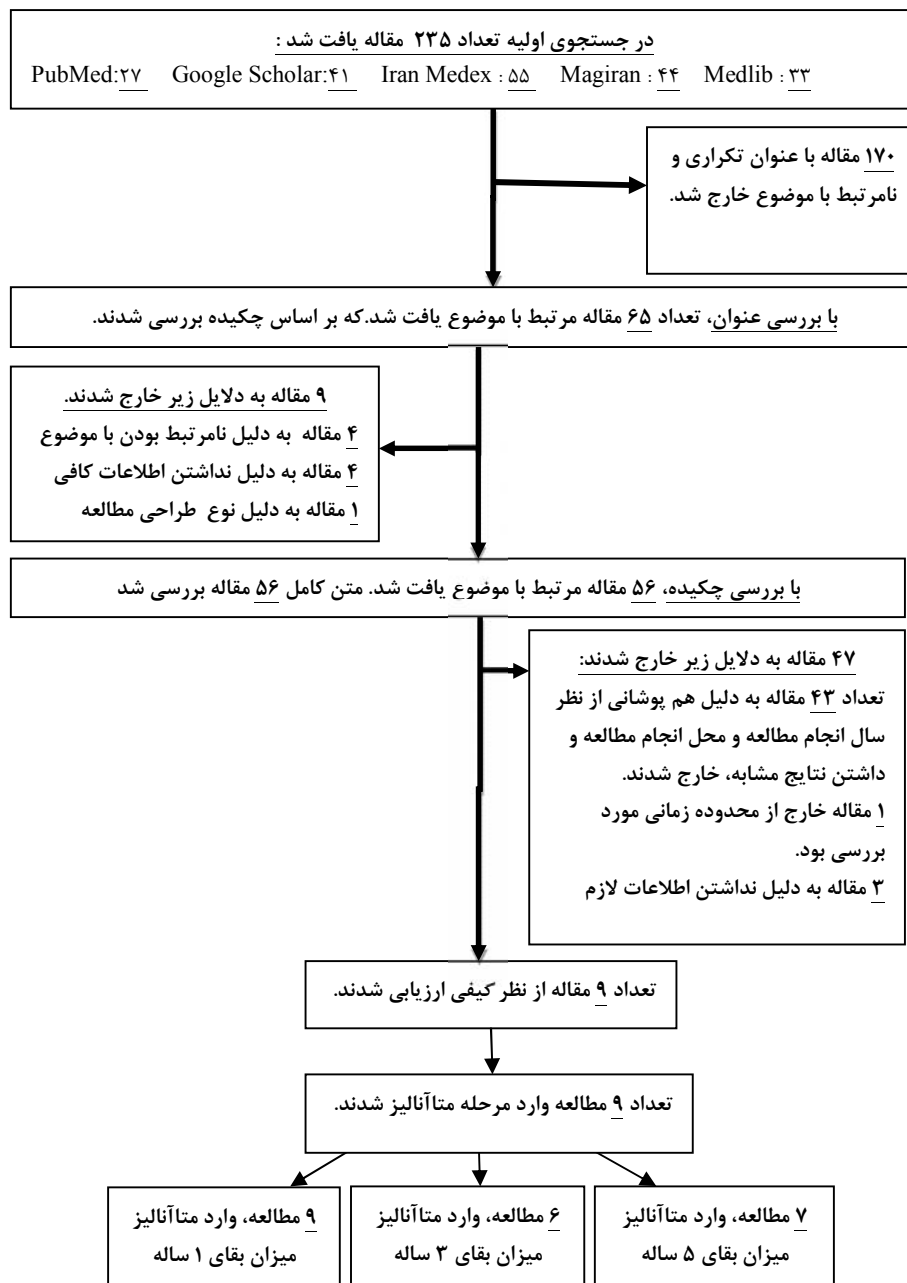 در جستجوی اولیه تعداد ۲۳۵ مقاله یافت شد :
PubMed:۲۷ Google Scholar:۴۱ Iran Medex : ۵۵ Magiran : ۴۴ Medlib : ۳۳
۱۷۰ مقاله با عنوان تکراری و
نامرتبط با موضوع خارج شد.
با بررسی عنوان، تعداد ۶۵ مقاله مرتبط با موضوع یافت شد.که بر اساس چکیده بررسی شدند.
۹ مقاله به دلایل زیر خارج شدند.
۴ مقاله به دلیل نامرتبط بودن با موضوع
۴ مقاله به دلیل نداشتن اطلاعات کافی
۱ مقاله به دلیل نوع طراحی مطالعه
با بررسی چکیده، ۵۶ مقاله مرتبط با موضوع یافت شد. متن کامل ۵۶ مقاله بررسی شد
۴۷ مقاله به دلایل زیر خارج شدند:
تعداد ۴۳ مقاله به دلیل هم پوشانی از نظر
سال انجام مطالعه و محل انجام مطالعه و
داشتن نتایج مشابه، خارج شدند.
۱ مقاله خارج از محدوده زمانی مورد
بررسی بود.
۳ مقاله به دلیل نداشتن اطلاعات لازم
تعداد ۹ مقاله از نظر کیفی ارزیابی شدند.
تعداد ۹ مطالعه وارد مرحله متاآنالیز شدند.
۷ مطالعه، وارد متاآنالیز
میزان بقای ۵ ساله
۶ مطالعه، وارد متاآنالیز
میزان بقای ۳ ساله
۹ مطالعه، وارد متاآنالیز
میزان بقای ۱ ساله